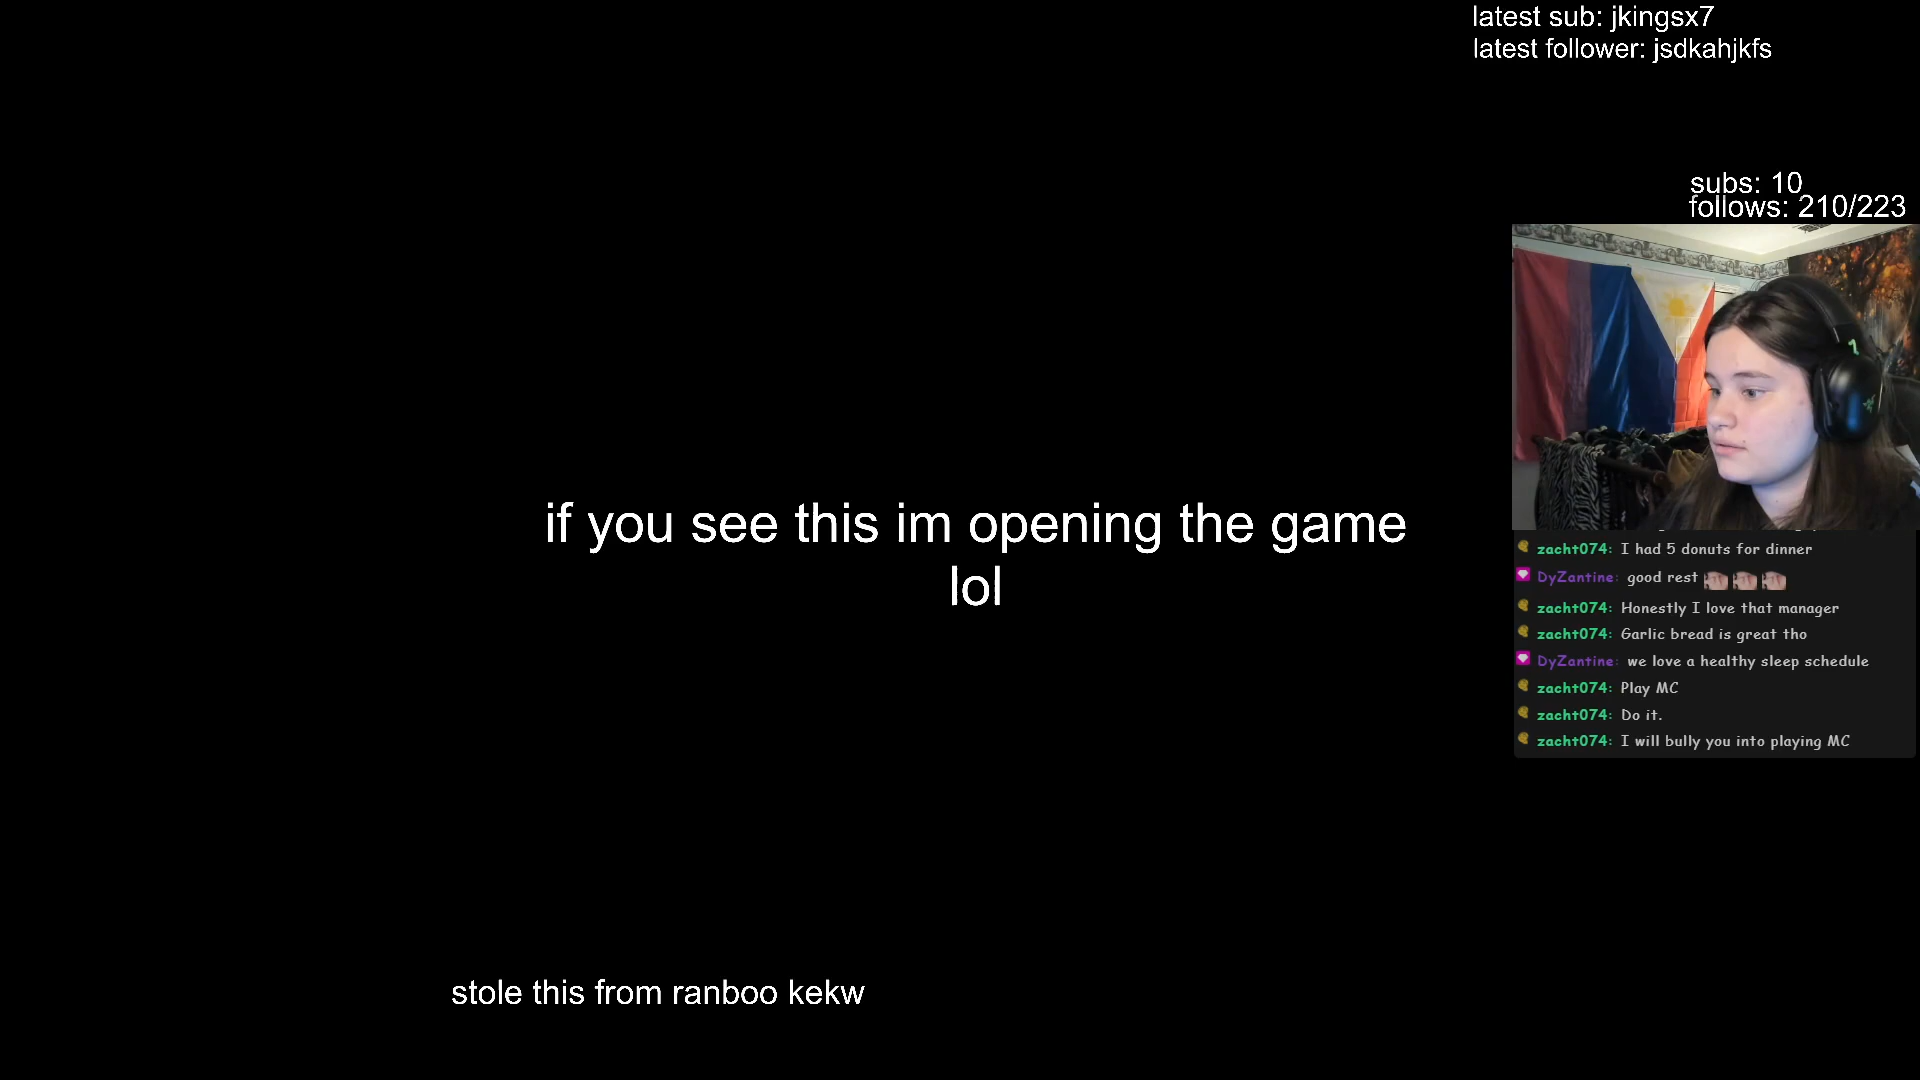 latest sub: jkingsx7
latest follower: jsdkahjkfs
subs: 10
follows: 210/223
if you see this im opening the game
lol
zacht074: I had 5 donuts for dinner
DyZantine: good rest
zacht074: Honestly I love that manager
zacht074: Garlic bread is great tho
DyZantine: we love a healthy sleep schedule
zacht074: Play MC
zacht074: Do it.
zacht074: I will bully you into playing MC
stole this from ranboo kekw